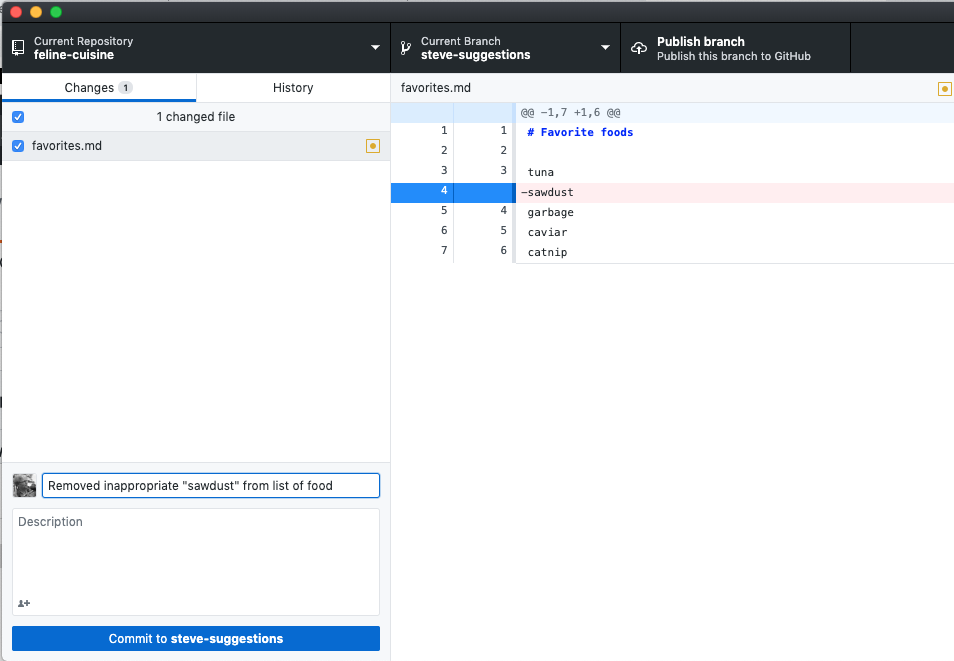 Current Repository
feline-cuisine
Current Branch
steve-suggestions
Publish branch
Publish this branch to GitHub
Changes 1
History
1 changed file
favorites.md
favorites.md
@@ -1,7 +1,6 @@
1 1 # Favorite foods
2 2
3 3 tuna
4 -sawdust
5 4 garbage
6 5 caviar
7 6 catnip
Removed inappropriate "sawdust" from list of food
Description
Commit to steve-suggestions